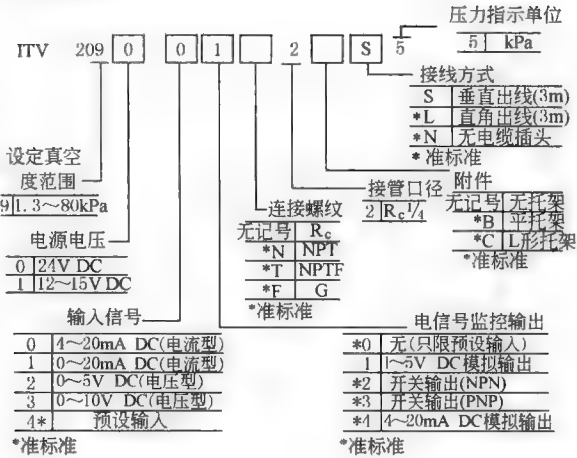 压力指示单位
5 kPa
ITV 209 0 0 1 2 S 5
接线方式
S 垂直出线(3m)
*L 直角出线(3m)
*N 无电缆插头
*准标准
设定真空
度范围
9 1.3~80kPa
电源电压
0 24V DC
1 12~15V DC
连接螺纹
无记号 Rc
*N NPT
*T NPTF
*F G
*准标准
接管口径
2 Rc1/4
附件
无记号 无托架
*B 平托架
*C L形托架
*准标准
输入信号
0 4~20mA DC(电流型)
1 0~20mA DC(电流型)
2 0~5V DC(电压型)
3 0~10V DC(电压型)
4* 预设输入
*准标准
电信号监控输出
*0 无(只限预设输入)
1 1~5V DC模拟输出
*2 开关输出(NPN)
*3 开关输出(PNP)
*4 4~20mA DC模拟输出
*准标准